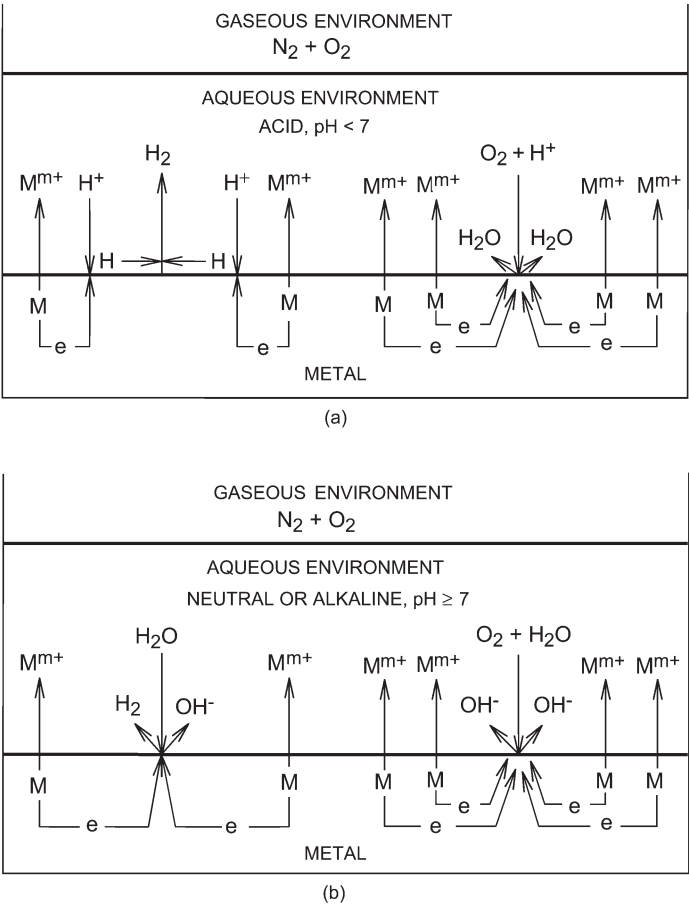 GASEOUS ENVIRONMENT
N2 + O2
AQUEOUS ENVIRONMENT
ACID, pH < 7
H2
O2 + H+
Mm+ H+ H+ Mm+ Mm+ Mm+ Mm+ Mm+
H2O H2O
H H
M M M M M M
e e
e e e e
METAL
(a)
GASEOUS ENVIRONMENT
N2 + O2
AQUEOUS ENVIRONMENT
NEUTRAL OR ALKALINE, pH ≥ 7
H2O O2 + H2O
Mm+ Mm+ Mm+ Mm+ Mm+ Mm+
H2 OH- OH- OH-
M M M M M M
e e
e e e e
METAL
(b)